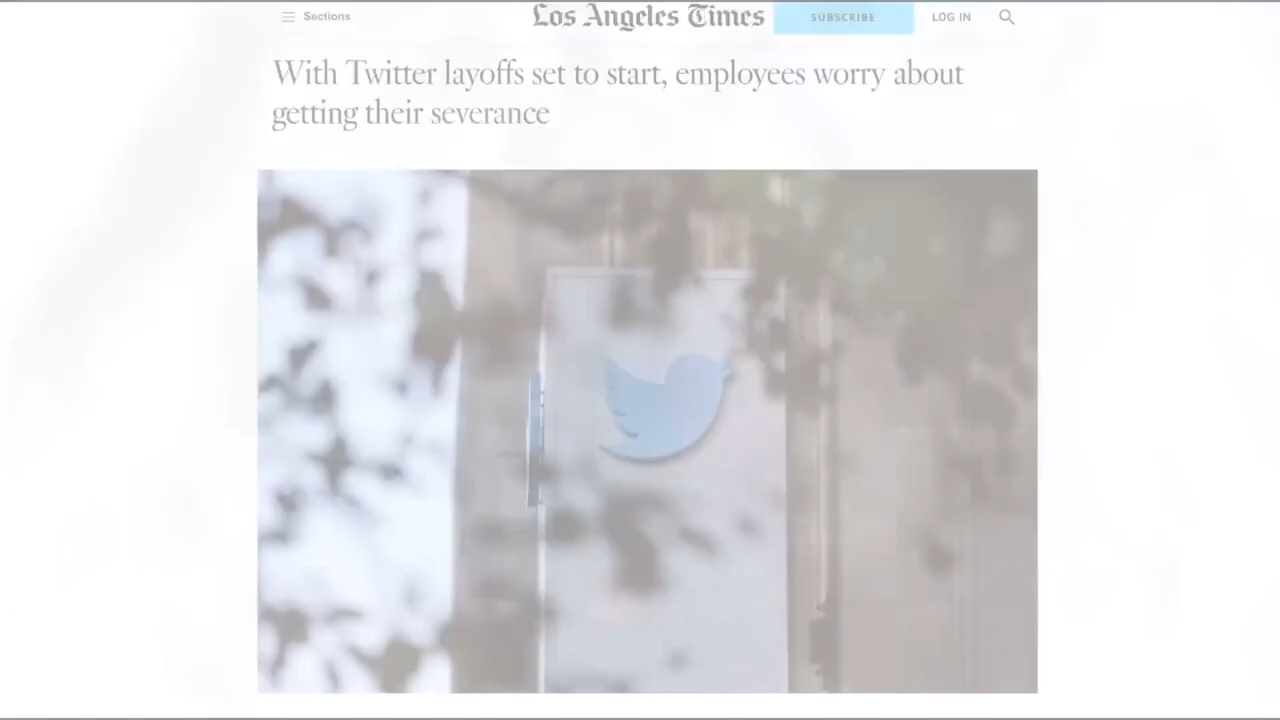 Sections
Los Angeles Times
SUBSCRIBE
LOG IN
With Twitter layoffs set to start, employees worry about
getting their severance